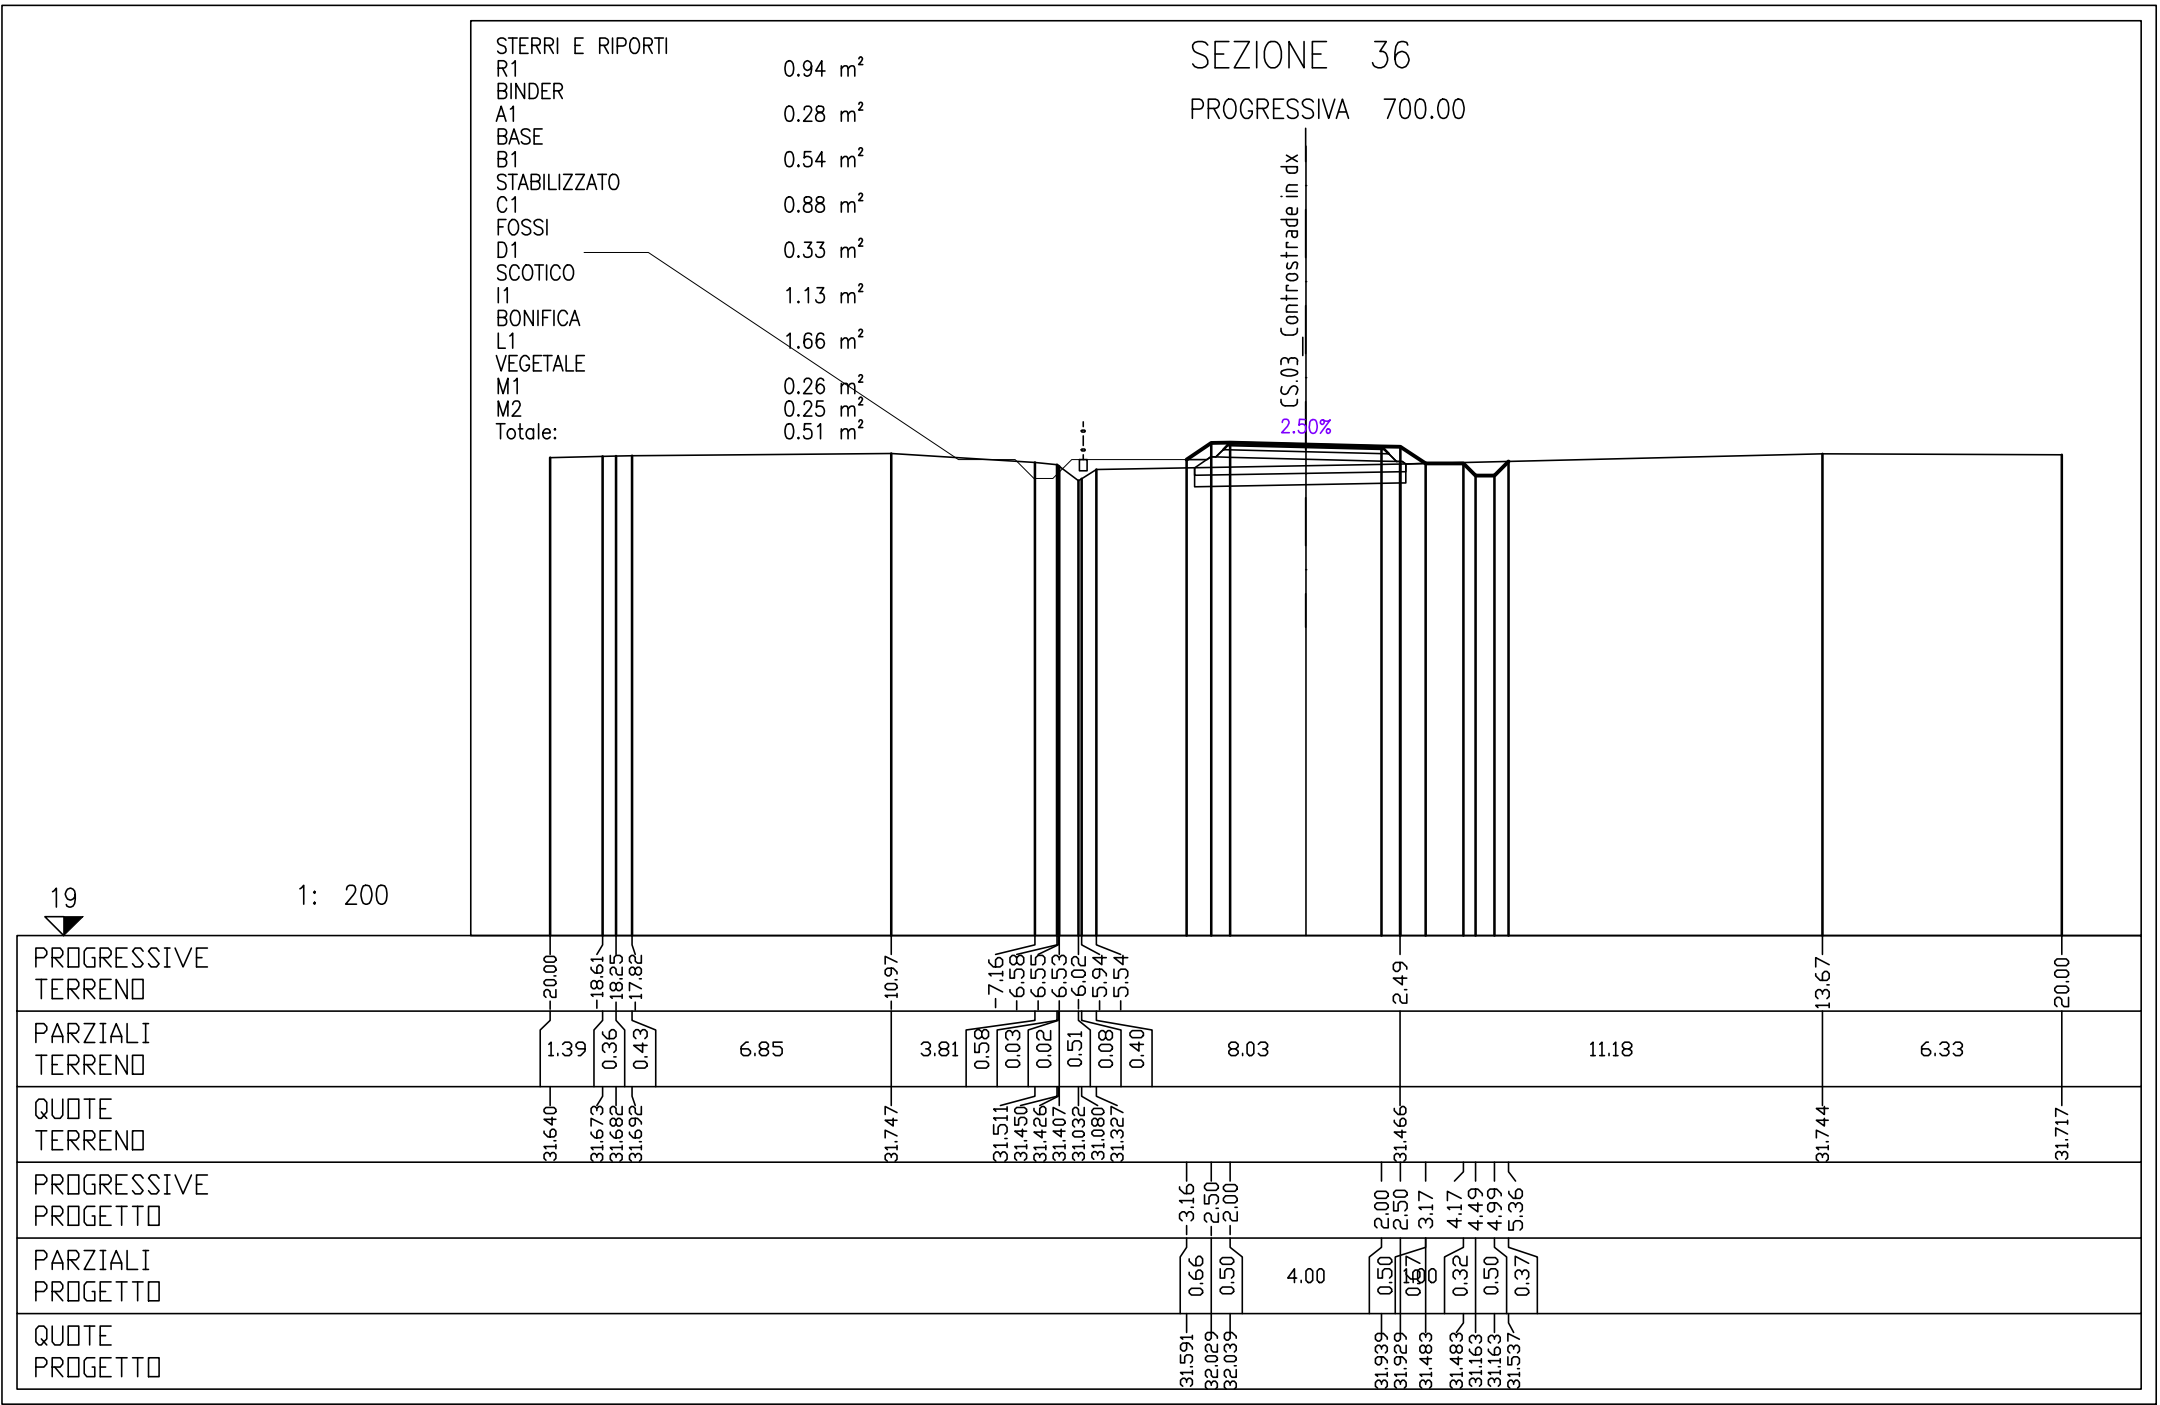 STERRI E RIPORTI
R1 0.94 m²
BINDER
A1 0.28 m²
BASE
B1 0.54 m²
STABILIZZATO
C1 0.88 m²
FOSSI
D1 0.33 m²
SCOTICO
I1 1.13 m²
BONIFICA
L1 1.66 m²
VEGETALE
M1 0.26 m²
M2 0.25 m²
Totale: 0.51 m²
SEZIONE 36
PROGRESSIVA 700.00
CS.03_Controstrade in dx
2.50%
19
1: 200
PROGRESSIVE
TERRENO
-20.00 -18.61 -18.25 -17.82 -10.97 -7.16 -6.58 -6.55 -6.53 -6.02 -5.94 -5.54 2.49 13.67 20.00
PARZIALI
TERRENO
1.39 0.36 0.43 6.85 3.81 0.58 0.03 0.02 0.51 0.08 0.40 8.03 11.18 6.33
QUOTE
TERRENO
31.640 31.673 31.682 31.692 31.747 31.511 31.450 31.426 31.407 31.032 31.080 31.327 31.466 31.744 31.717
PROGRESSIVE
PROGETTO
-3.16 -2.50 -2.00 2.00 2.50 3.17 4.17 4.49 4.99 5.36
PARZIALI
PROGETTO
0.66 0.50 4.00 0.50 0.67 1.00 0.32 0.50 0.37
QUOTE
PROGETTO
31.591 32.029 32.039 31.939 31.929 31.483 31.483 31.163 31.163 31.537